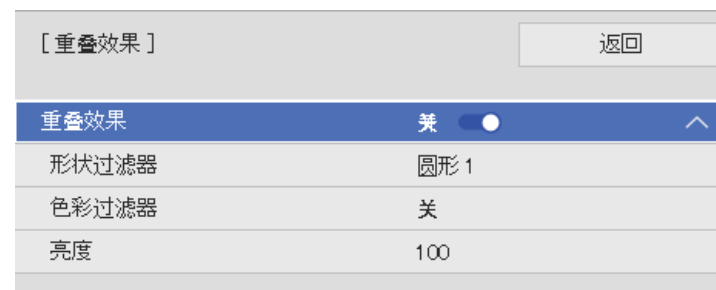 [重叠效果]
返回
重叠效果
形状过滤器 圆形1
色彩过滤器 关
亮度 100